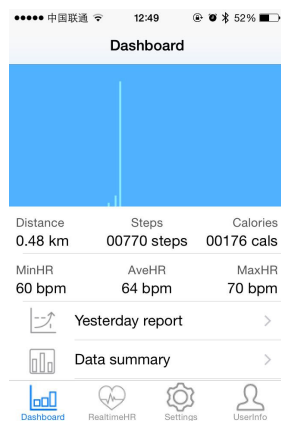 中国联通 12:49 52%
Dashboard
Distance Steps Calories
0.48 km 00770 steps 00176 cals
MinHR AveHR MaxHR
60 bpm 64 bpm 70 bpm
Yesterday report
Data summary
Dashboard RealtimeHR Settings UserInfo